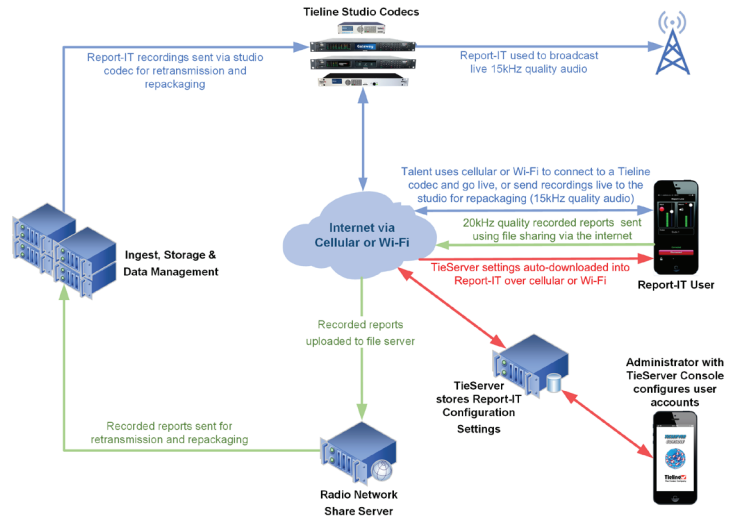 Tieline Studio Codecs
Report-IT recordings sent via studio
codec for retransmission and
repackaging
Report-IT used to broadcast
live 15kHz quality audio
Talent uses cellular or Wi-Fi to connect to a Tieline
codec and go live, or send recordings live to the
studio for repackaging (15kHz quality audio)
20kHz quality recorded reports sent
using file sharing via the internet
Internet via
Cellular or Wi-Fi
Ingest, Storage &
Data Management
TieServer settings auto-downloaded into
Report-IT over cellular or Wi-Fi
Report-IT User
Recorded reports
uploaded to file server
TieServer
stores Report-IT
Configuration
Settings
Administrator with
TieServer Console
configures user
accounts
Recorded reports sent for
retransmission and repackaging
TIESERVER
Tieline
Radio Network
Share Server